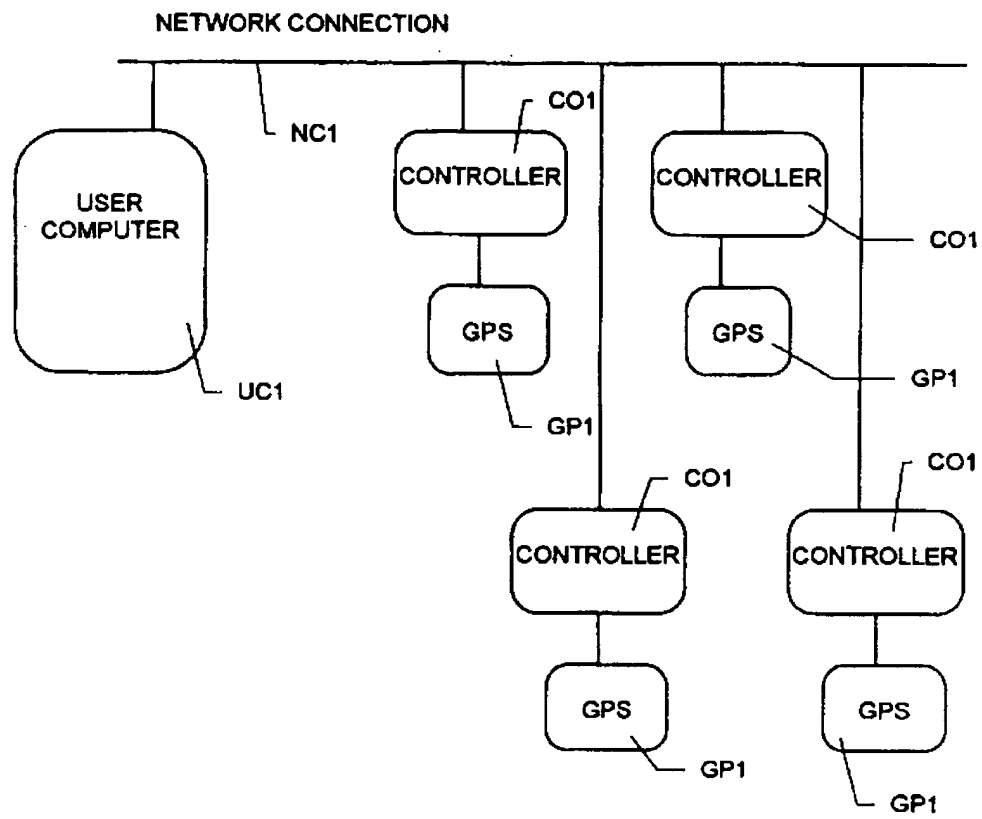 NETWORK CONNECTION
CO1
NC1
CONTROLLER
CONTROLLER
USER
COMPUTER
CO1
GPS
GPS
UC1
GP1
GP1
CO1
CO1
CONTROLLER
CONTROLLER
GPS
GPS
GP1
GP1